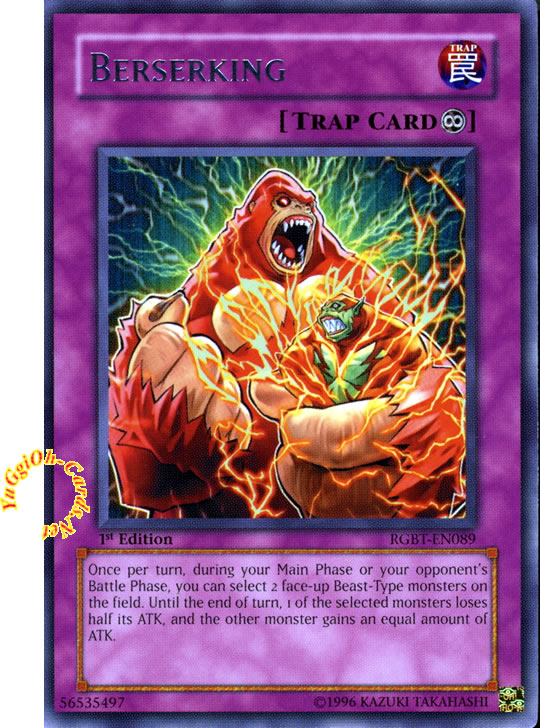 BERSERKING
TRAP
罠
[TRAP CARD∞]
YuGgiOh-Cards.Net
1st Edition
RGBT-EN089
Once per turn, during your Main Phase or your opponent's
Battle Phase, you can select 2 face-up Beast-Type monsters on
the field. Until the end of turn, 1 of the selected monsters loses
half its ATK, and the other monster gains an equal amount of
ATK.
56535497
©1996 KAZUKI TAKAHASHI